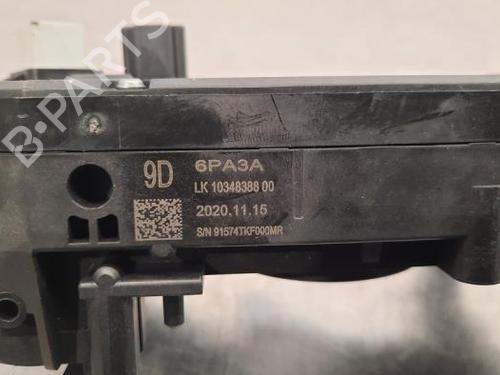 B-PARTS
9D 6PA3A
LK 10348388 00
2020.11.15
S/N 91574TKF000MR